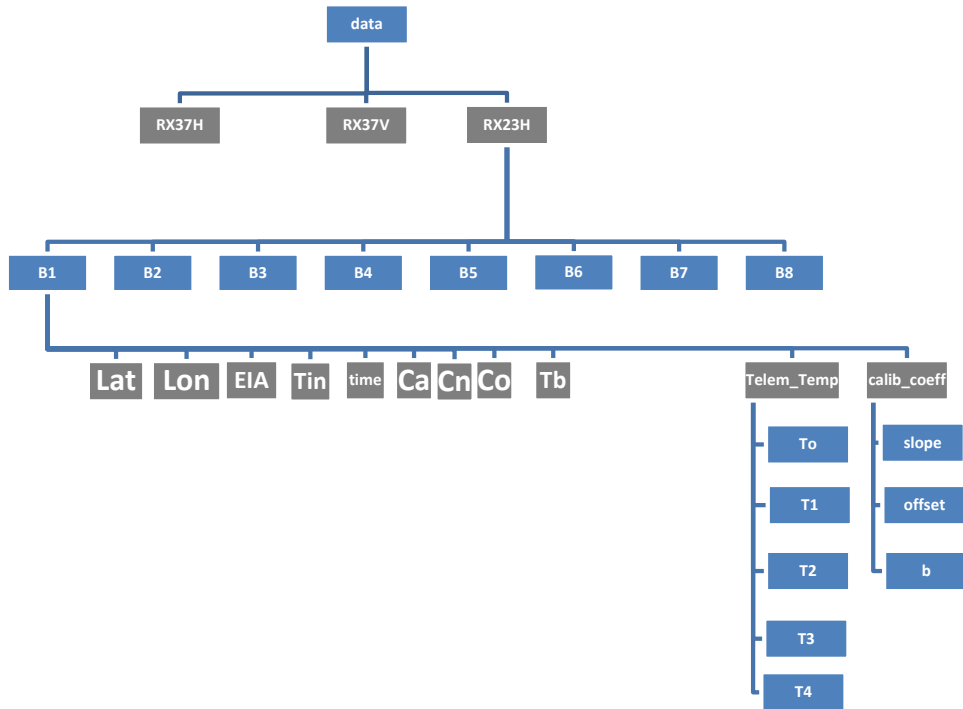 data
RX37H
RX37V
RX23H
B1
B2
B3
B4
B5
B6
B7
B8
Lat
Lon
EIA
Tin
time
Ca
Cn
Co
Tb
Telem_Temp
calib_coeff
To
T1
T2
T3
T4
slope
offset
b